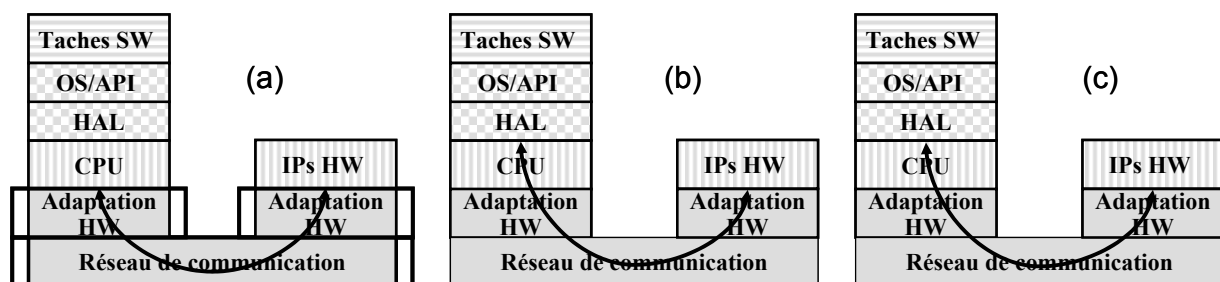 Taches SW
OS/API
HAL
CPU
Adaptation
HW
(a)
IPs HW
Adaptation
HW
Réseau de communication
Taches SW
OS/API
HAL
CPU
Adaptation
HW
(b)
IPs HW
Adaptation
HW
Réseau de communication
Taches SW
OS/API
HAL
CPU
Adaptation
HW
(c)
IPs HW
Adaptation
HW
Réseau de communication